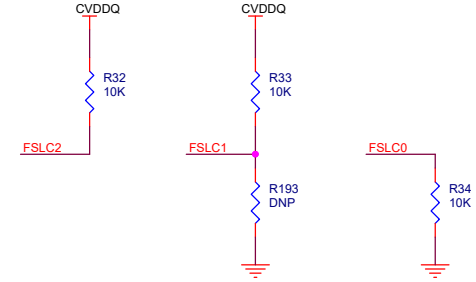 CVDDQ
CVDDQ
R32
10K
R33
10K
FSLC2
FSLC1
FSLC0
R193
DNP
R34
10K